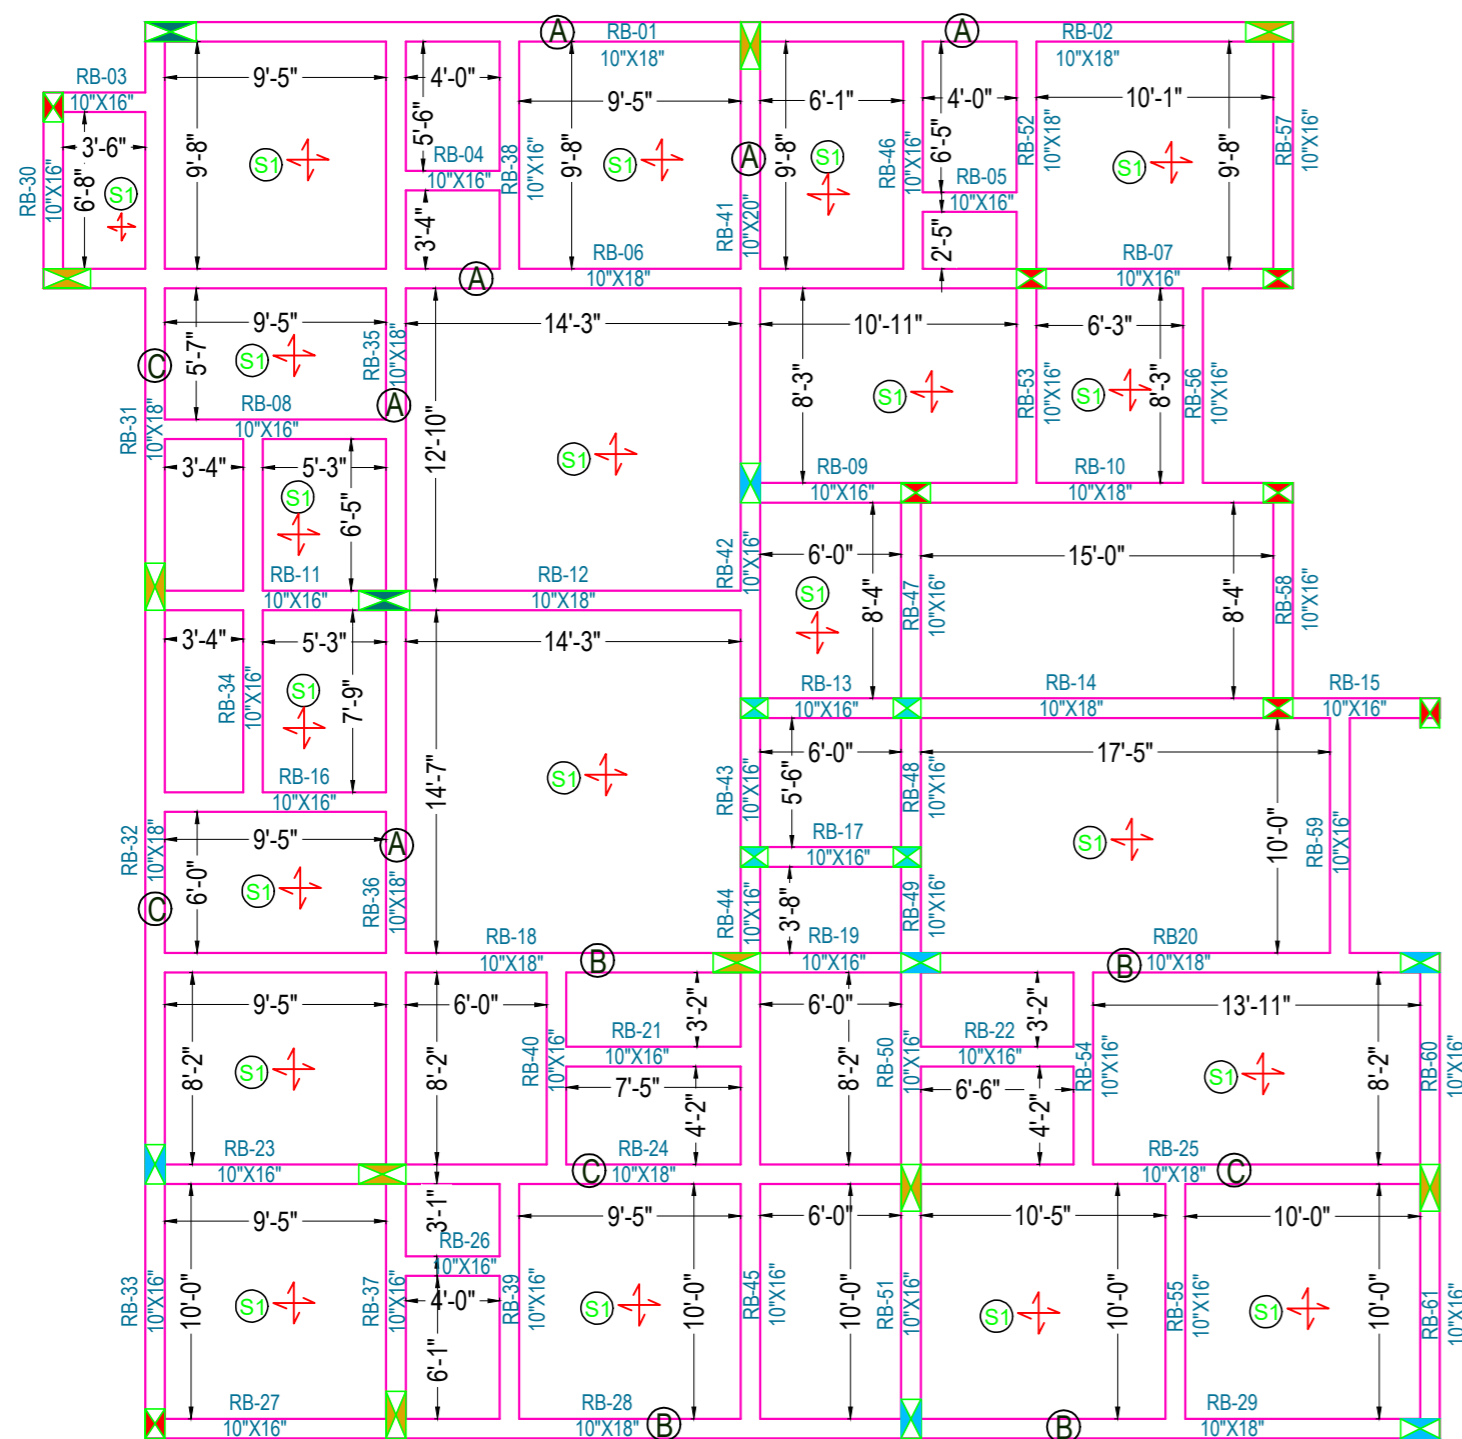 A
RB-01
10"X18"
A
RB-02
10"X18"
RB-03
10"X16"
9'-5"
4'-0"
9'-5"
6'-1"
4'-0"
10'-1"
3'-6"
RB-30
10"X16"
6'-8"
S1
9'-8"
S1
5'-6"
RB-04
10"X16"
RB-38
10"X16"
3'-4"
9'-8"
S1
A
RB-41
10"X20"
9'-8"
S1
RB-46
10"X16"
6'-5"
RB-05
10"X16"
2'-5"
RB-52
10"X18"
S1
9'-8"
RB-57
10"X16"
A
RB-06
10"X18"
RB-07
10"X16"
9'-5"
14'-3"
10'-11"
6'-3"
C
RB-31
10"X18"
5'-7"
S1
RB-35
10"X18"
A
RB-08
10"X16"
12'-10"
S1
8'-3"
S1
RB-53
10"X16"
S1
8'-3"
RB-56
10"X16"
3'-4"
5'-3"
S1
6'-5"
RB-09
10"X16"
RB-10
10"X18"
RB-11
10"X16"
RB-12
10"X18"
RB-42
10"X16"
6'-0"
S1
8'-4"
RB-47
10"X16"
15'-0"
8'-4"
RB-58
10"X16"
3'-4"
5'-3"
14'-3"
RB-34
10"X16"
S1
7'-9"
RB-13
10"X16"
RB-14
10"X18"
RB-15
10"X16"
RB-16
10"X16"
14'-7"
S1
RB-43
10"X16"
6'-0"
5'-6"
RB-48
10"X16"
17'-5"
S1
10'-0"
RB-59
10"X16"
RB-32
10"X18"
C
9'-5"
6'-0"
S1
A
RB-36
10"X18"
RB-17
10"X16"
RB-44
10"X16"
3'-8"
RB-49
10"X16"
RB-18
10"X18"
B
RB-19
10"X16"
B
RB20
10"X18"
9'-5"
6'-0"
3'-2"
6'-0"
3'-2"
13'-11"
8'-2"
S1
8'-2"
RB-40
10"X16"
RB-21
10"X16"
7'-5"
4'-2"
8'-2"
RB-50
10"X16"
RB-22
10"X16"
6'-6"
4'-2"
RB-54
10"X16"
S1
8'-2"
RB-60
10"X16"
RB-23
10"X16"
C
RB-24
10"X18"
RB-25
10"X18"
C
9'-5"
3'-1"
9'-5"
6'-0"
10'-5"
10'-0"
RB-33
10"X16"
10'-0"
S1
RB-37
10"X16"
RB-26
10"X16"
4'-0"
6'-1"
RB-39
10"X16"
S1
10'-0"
RB-45
10"X16"
10'-0"
RB-51
10"X16"
S1
10'-0"
RB-55
10"X16"
S1
10'-0"
RB-61
10"X16"
RB-27
10"X16"
RB-28
10"X18"
B
B
RB-29
10"X18"